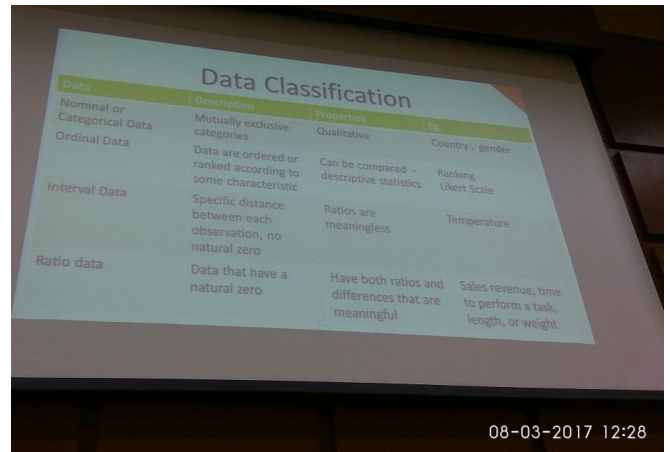 Data Classification
Data Description Properties Eg
Nominal or
Categorical Data
Mutually exclusive
categories
Qualitative
Country , gender
Ordinal Data
Data are ordered or
ranked according to
some characteristic
Can be compared -
descriptive statistics
Ranking
Likert Scale
Interval Data
Specific distance
between each
observation, no
natural zero
Ratios are
meaningless
Temperature
Ratio data
Data that have a
natural zero
Have both ratios and
differences that are
meaningful
Sales revenue, time
to perform a task,
length, or weight
08-03-2017 12:28